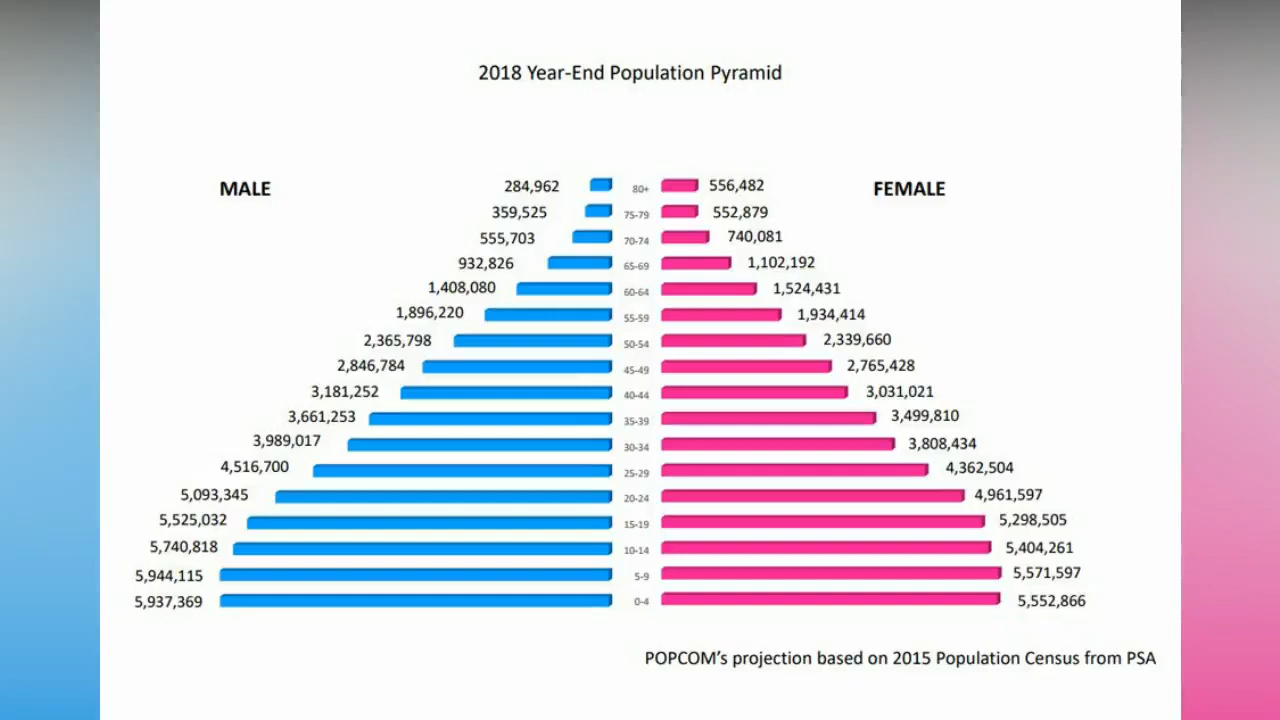 2018 Year-End Population Pyramid
MALE
FEMALE
284,962 80+ 556,482
359,525 75-79 552,879
555,703 70-74 740,081
932,826 65-69 1,102,192
1,408,080 60-64 1,524,431
1,896,220 55-59 1,934,414
2,365,798 50-54 2,339,660
2,846,784 45-49 2,765,428
3,181,252 40-44 3,031,021
3,661,253 35-39 3,499,810
3,989,017 30-34 3,808,434
4,516,700 25-29 4,362,504
5,093,345 20-24 4,961,597
5,525,032 15-19 5,298,505
5,740,818 10-14 5,404,261
5,944,115 5-9 5,571,597
5,937,369 0-4 5,552,866
POPCOM's projection based on 2015 Population Census from PSA